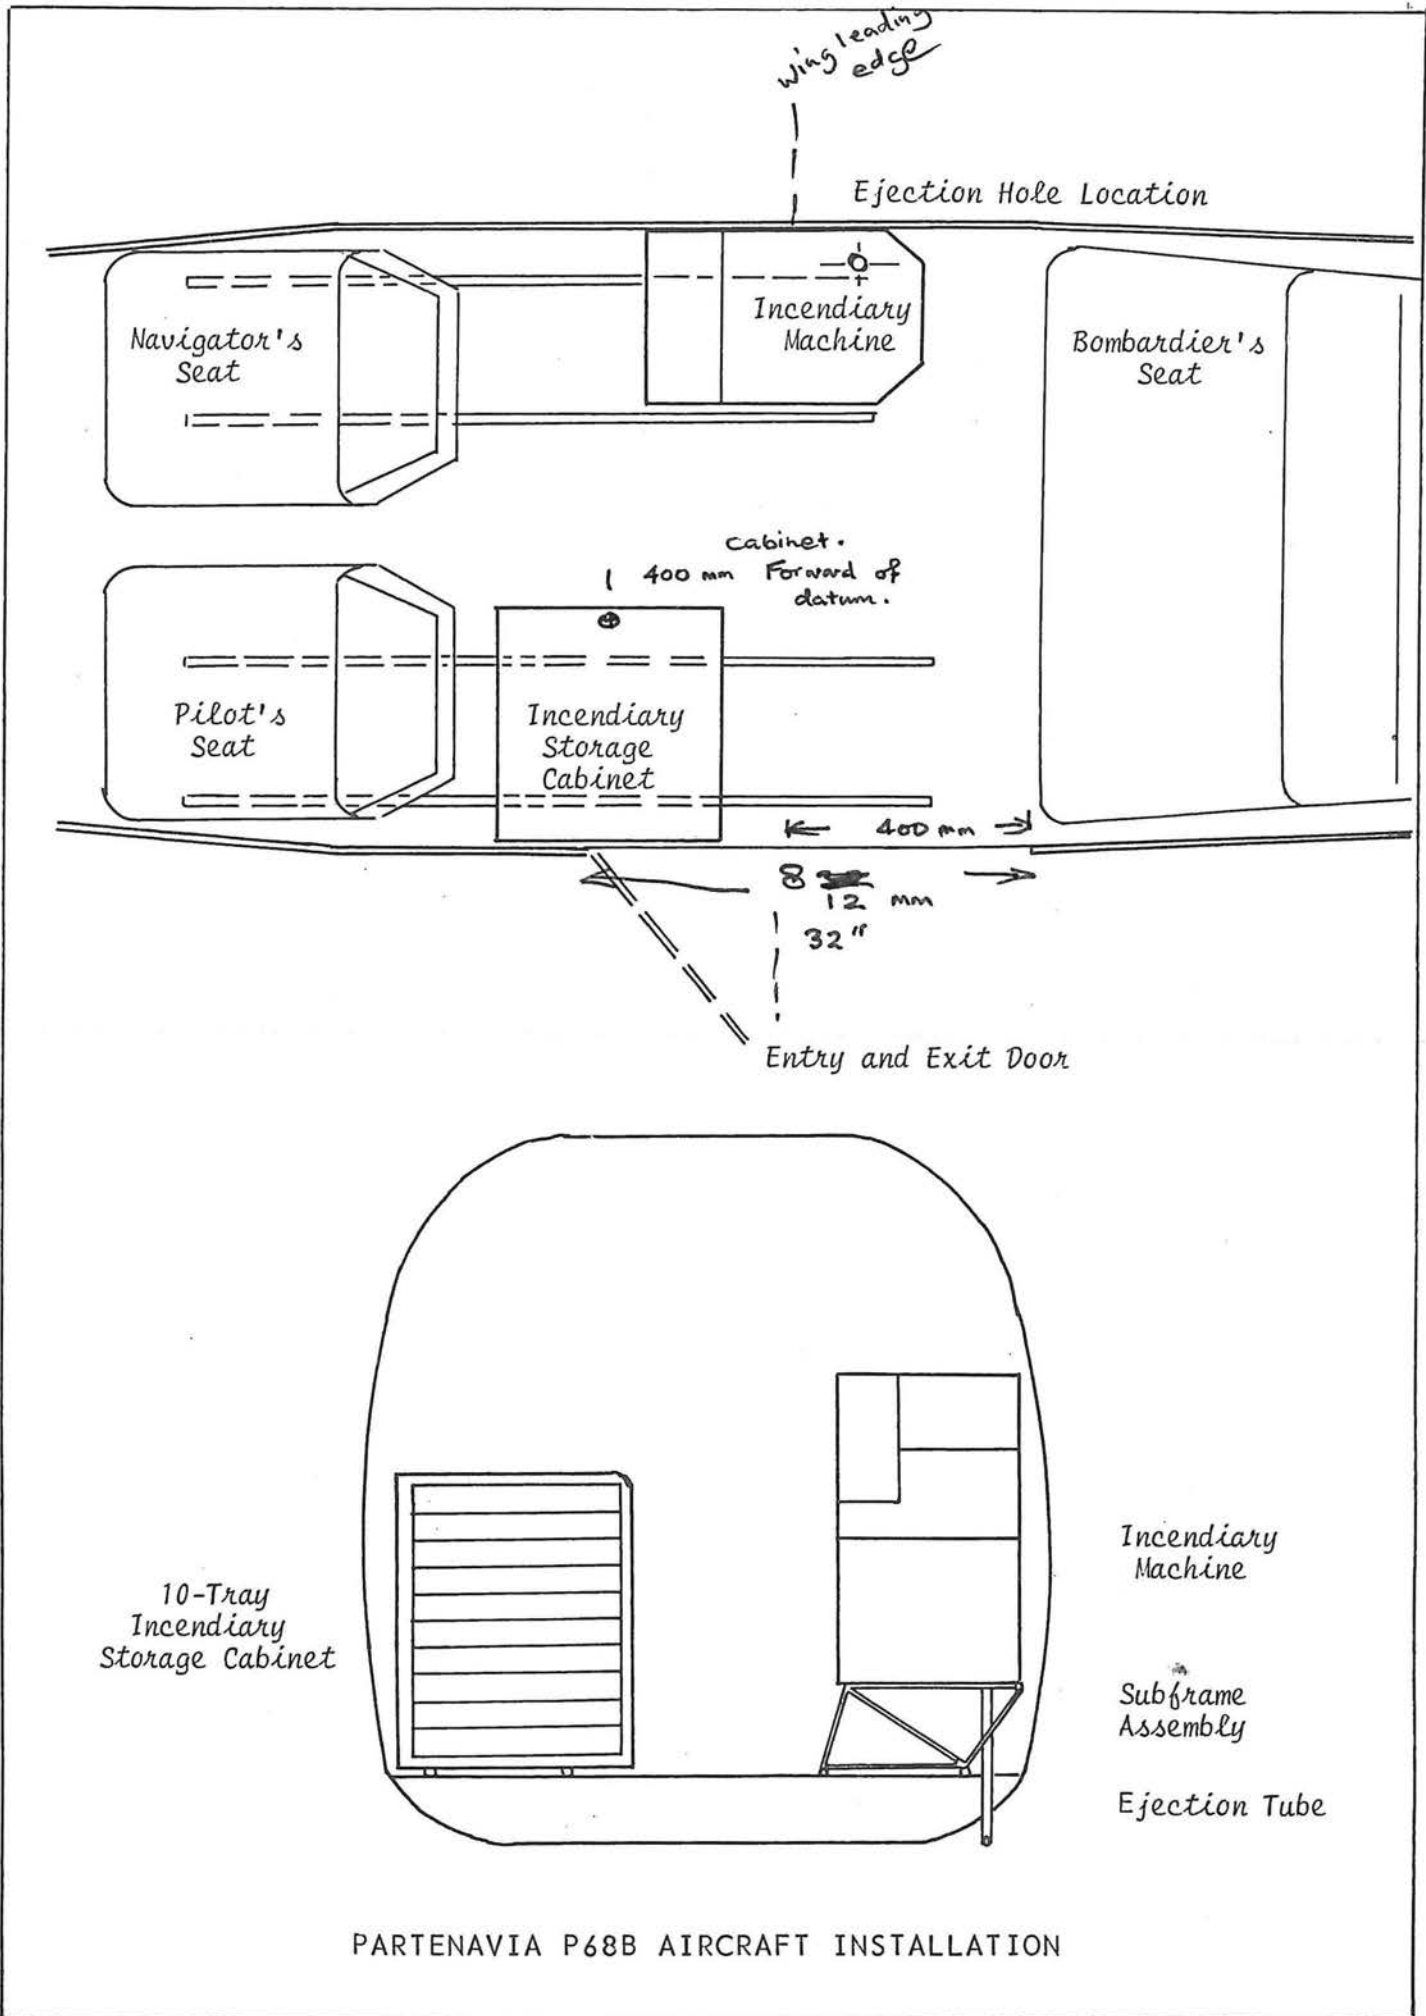 wing leading
edge
Ejection Hole Location
Navigator's
Seat
Incendiary
Machine
Bombardier's
Seat
cabinet.
400 mm Forward of
datum.
Pilot's
Seat
Incendiary
Storage
Cabinet
400 mm
8
12 mm
32"
Entry and Exit Door
10-Tray
Incendiary
Storage Cabinet
Incendiary
Machine
Subframe
Assembly
Ejection Tube
PARTENAVIA P68B AIRCRAFT INSTALLATION